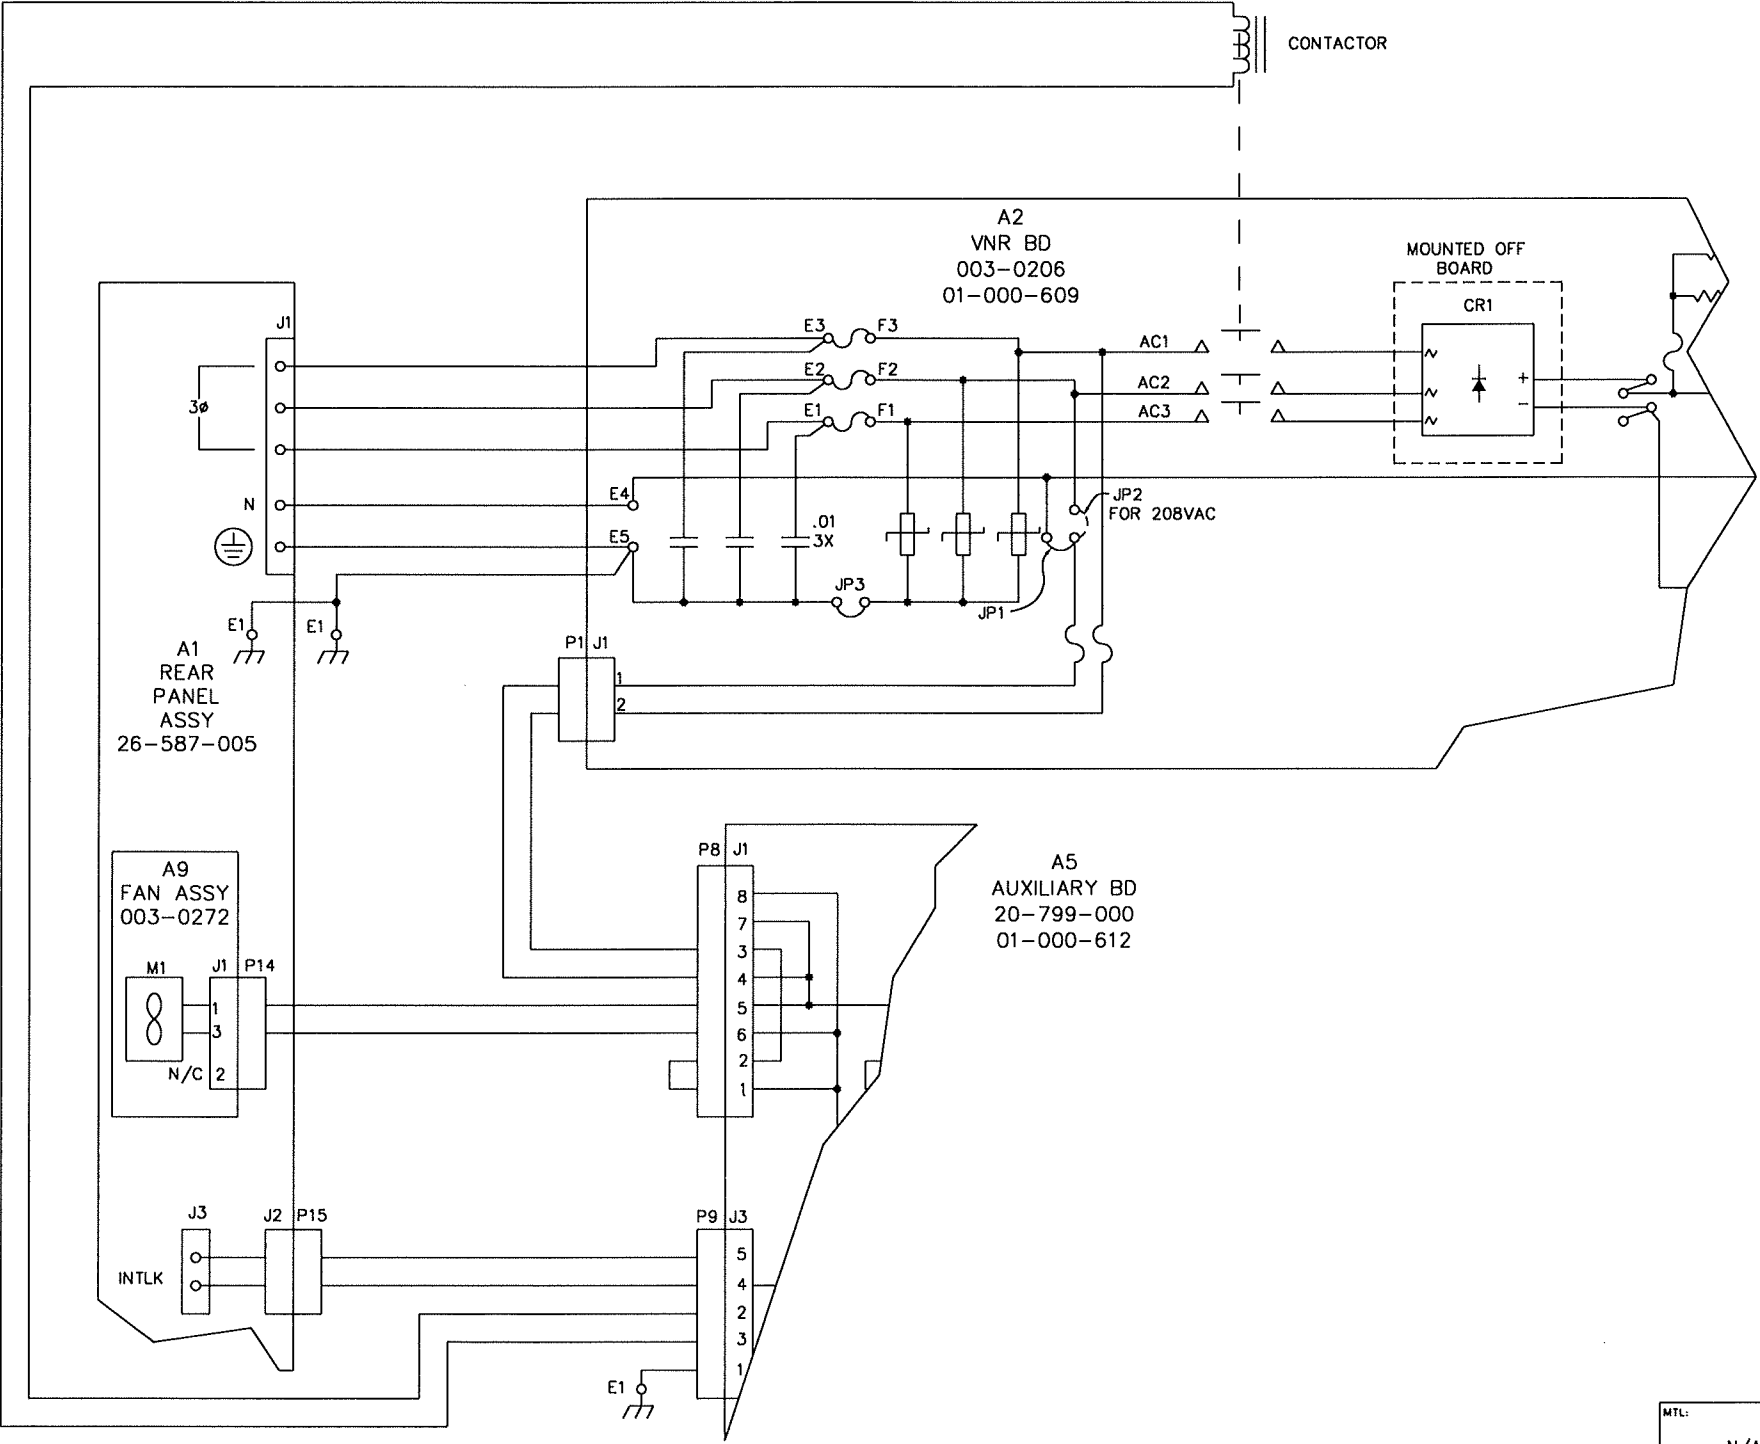 CONTACTOR
A2
VNR BD
003-0206
01-000-609
MOUNTED OFF
BOARD
CR1
J1
3ø
N
E3 F3
E2 F2
E1 F1
E4
E5
AC1
AC2
AC3
+
−
.01
3X
JP2
FOR 208VAC
JP3
JP1
E1
E1
A1
REAR
PANEL
ASSY
26-587-005
P1 J1
1
2
A9
FAN ASSY
003-0272
M1
J1 P14
1
3
N/C 2
P8 J1
8
7
3
4
5
6
2
1
A5
AUXILIARY BD
20-799-000
01-000-612
J3
J2 P15
INTLK
P9 J3
5
4
2
3
1
E1
MTL: